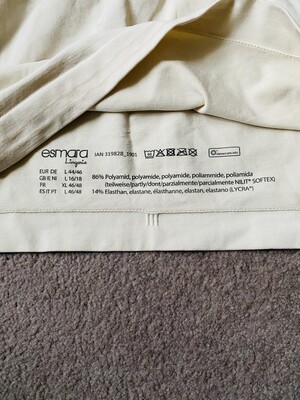 esmara
Lingerie
IAN 319828_1901
EUR DE L 44/46
GB IE NI L 16/18
FR XL 46/48
ES IT PT L 46/48
86% Polyamid, polyamide, polyamide, poliammide, poliamida
(teilweise/partly/dont/parzialmente/parcialmente NILIT® SOFTEX)
14% Elasthan, elastane, élasthanne, elastan, elastano (LYCRA®)